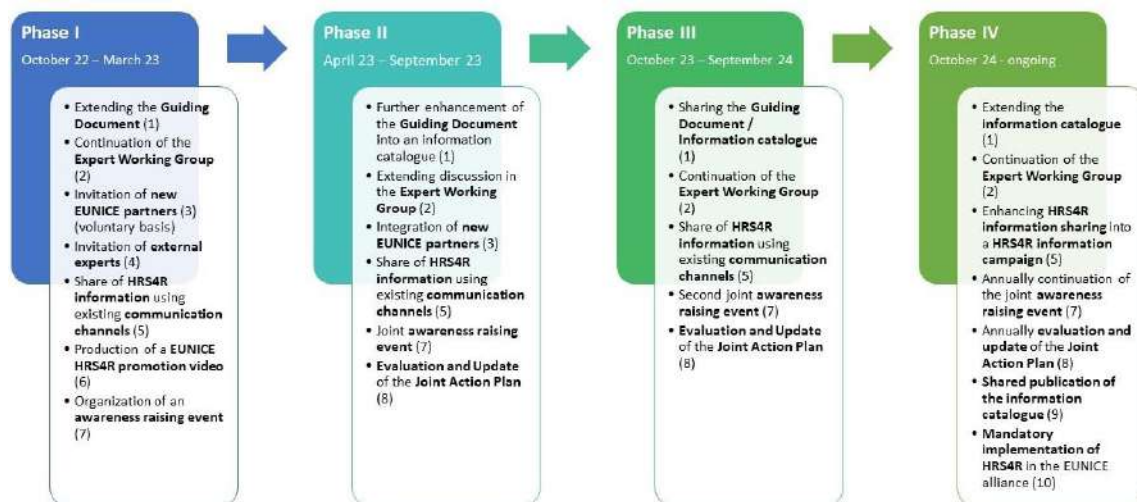 Phase I
October 22 – March 23
• Extending the Guiding
Document (1)
• Continuation of the
Expert Working Group
(2)
• Invitation of new
EUNICE partners (3)
(voluntary basis)
• Invitation of external
experts (4)
• Share of HRS4R
information using
existing communication
channels (5)
• Production of a EUNICE
HRS4R promotion video
(6)
• Organization of an
awareness raising event
(7)
Phase II
April 23 – September 23
• Further enhancement of
the Guiding Document
into an information
catalogue (1)
• Extending discussion in
the Expert Working
Group (2)
• Integration of new
EUNICE partners (3)
• Share of HRS4R
information using
existing communication
channels (5)
• Joint awareness raising
event (7)
• Evaluation and Update
of the Joint Action Plan
(8)
Phase III
October 23 – September 24
• Sharing the Guiding
Document /
Information catalogue
(1)
• Continuation of the
Expert Working Group
(2)
• Share of HRS4R
information using
existing communication
channels (5)
• Second joint awareness
raising event (7)
• Evaluation and Update
of the Joint Action Plan
(8)
Phase IV
October 24 - ongoing
• Extending the
information catalogue
(1)
• Continuation of the
Expert Working Group
(2)
• Enhancing HRS4R
information sharing into
a HRS4R information
campaign (5)
• Annually continuation of
the joint awareness
raising event (7)
• Annually evaluation and
update of the Joint
Action Plan (8)
• Shared publication of
the information
catalogue (9)
• Mandatory
implementation of
HRS4R in the EUNICE
alliance (10)